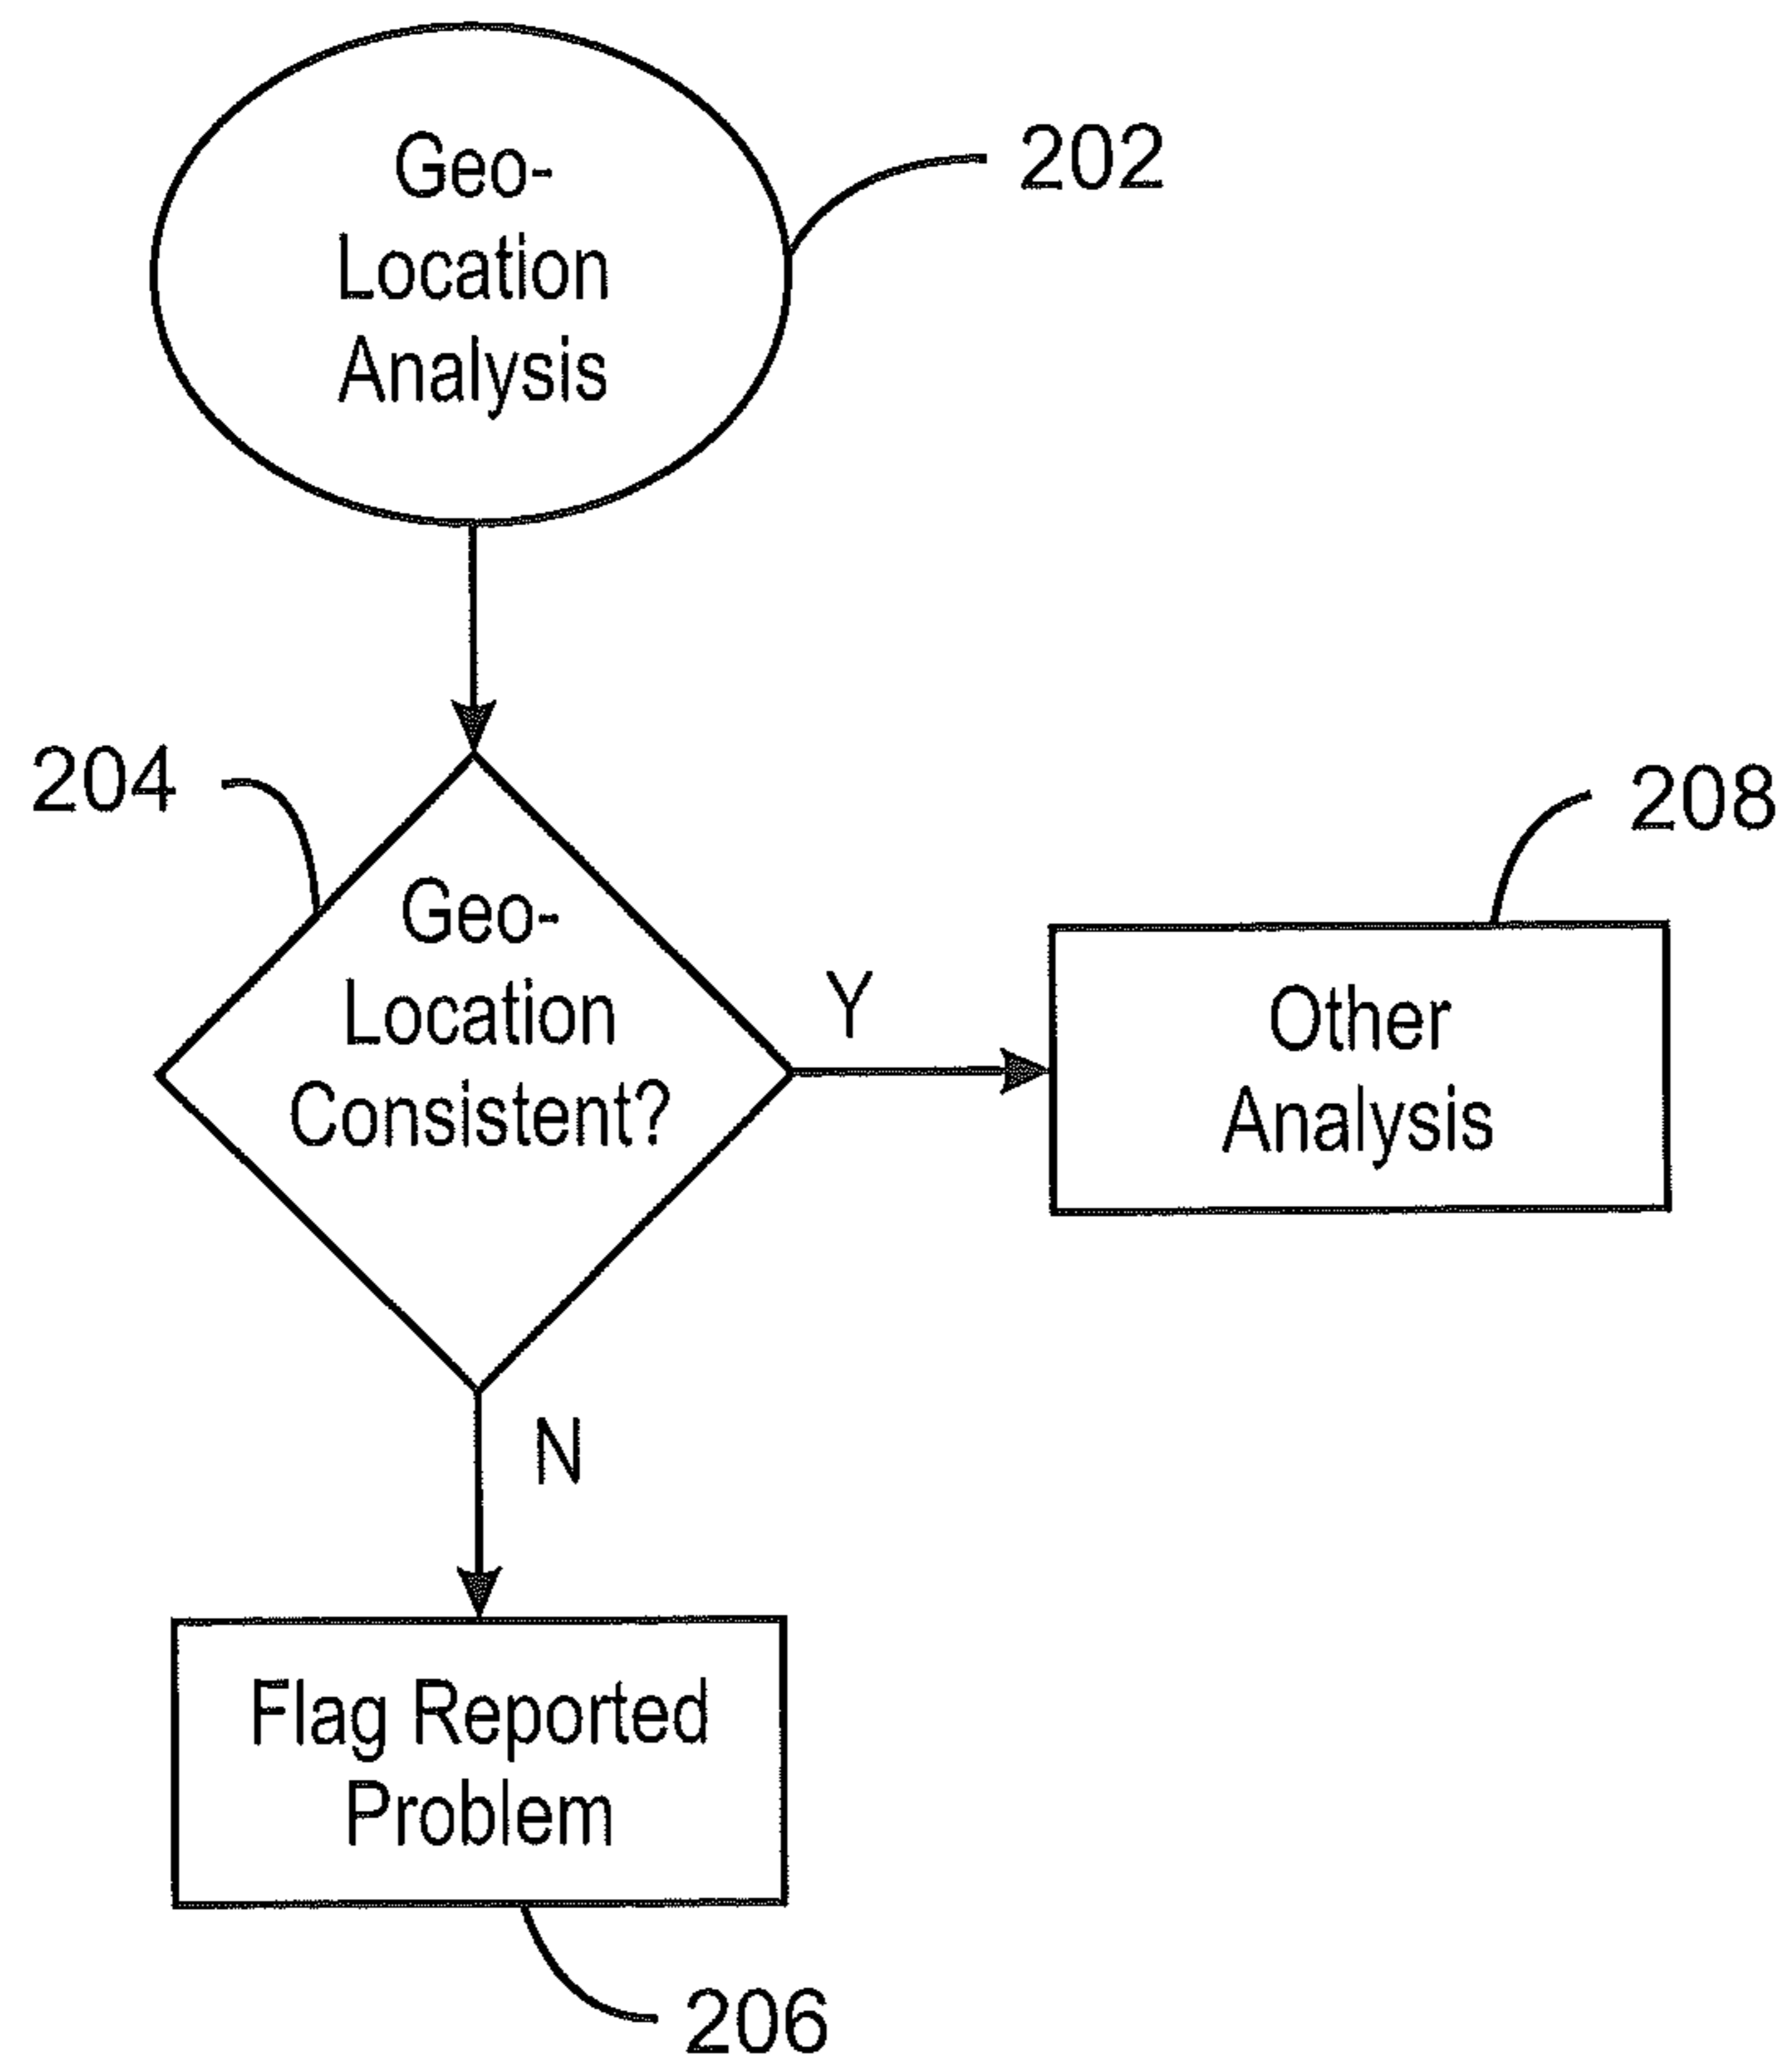 Geo-
Location
Analysis
202
204
Geo-
Location
Consistent?
Y
208
Other
Analysis
N
Flag Reported
Problem
206